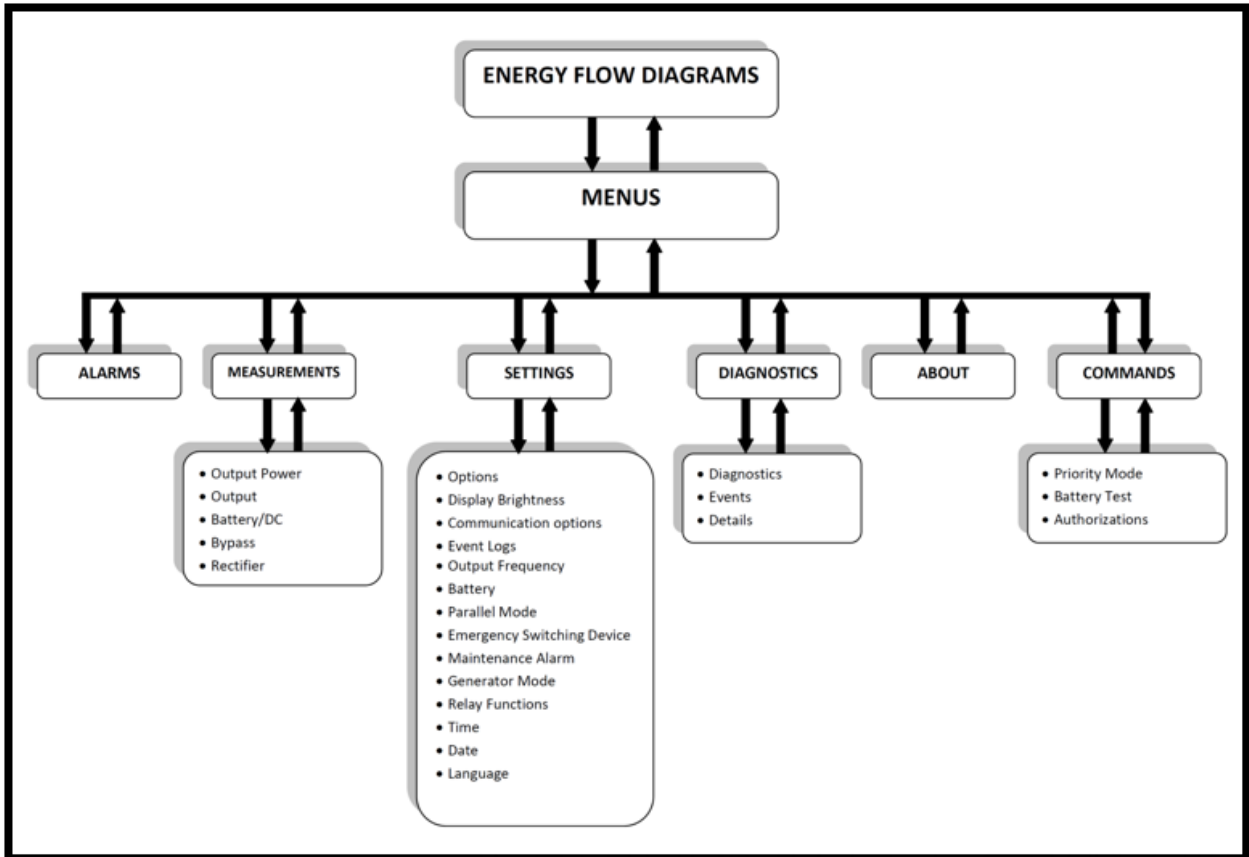 ENERGY FLOW DIAGRAMS
MENUS
ALARMS
MEASUREMENTS
SETTINGS
DIAGNOSTICS
ABOUT
COMMANDS
• Output Power
• Output
• Battery/DC
• Bypass
• Rectifier
• Options
• Display Brightness
• Communication options
• Event Logs
• Output Frequency
• Battery
• Parallel Mode
• Emergency Switching Device
• Maintenance Alarm
• Generator Mode
• Relay Functions
• Time
• Date
• Language
• Diagnostics
• Events
• Details
• Priority Mode
• Battery Test
• Authorizations